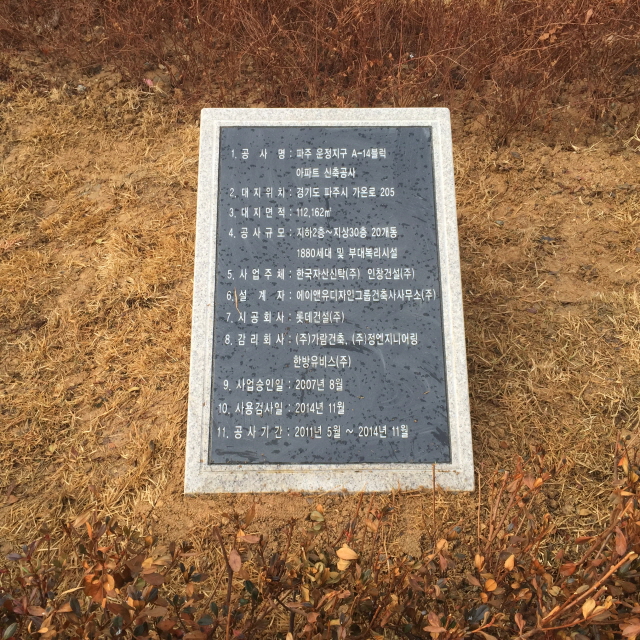 1. 공 사 명 : 파주 운정지구 A-14블럭
아파트 신축공사
2. 대 지 위 치 : 경기도 파주시 가온로 205
3. 대 지 면 적 : 112,162㎡
4. 공 사 규 모 : 지하2층~지상30층 20개동
1880세대 및 부대복리시설
5. 사 업 주 체 : 한국자산신탁(주) 인창건설(주)
6. 설 계 자 : 에이앤유디자인그룹건축사사무소(주)
7. 시 공 회 사 : 롯데건설(주)
8. 감 리 회 사 : (주)가람건축, (주)정엔지니어링
한방유비스(주)
9. 사업승인일 : 2007년 8월
10. 사용검사일 : 2014년 11월
11. 공 사 기 간 : 2011년 5월 ~ 2014년 11월